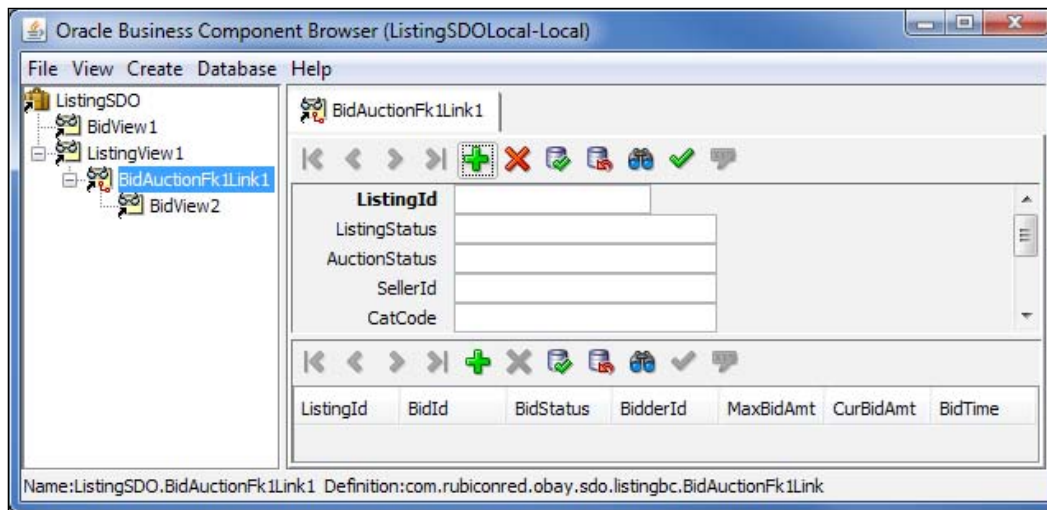 Oracle Business Component Browser (ListingSDOLocal-Local)
File View Create Database Help
ListingSDO
BidView1
ListingView1
BidAuctionFk1Link1
BidView2
BidAuctionFk1Link1
ListingId
ListingStatus
AuctionStatus
SellerId
CatCode
ListingId BidId BidStatus BidderId MaxBidAmt CurBidAmt BidTime
Name:ListingSDO.BidAuctionFk1Link1 Definition:com.rubiconred.obay.sdo.listingbc.BidAuctionFk1Link